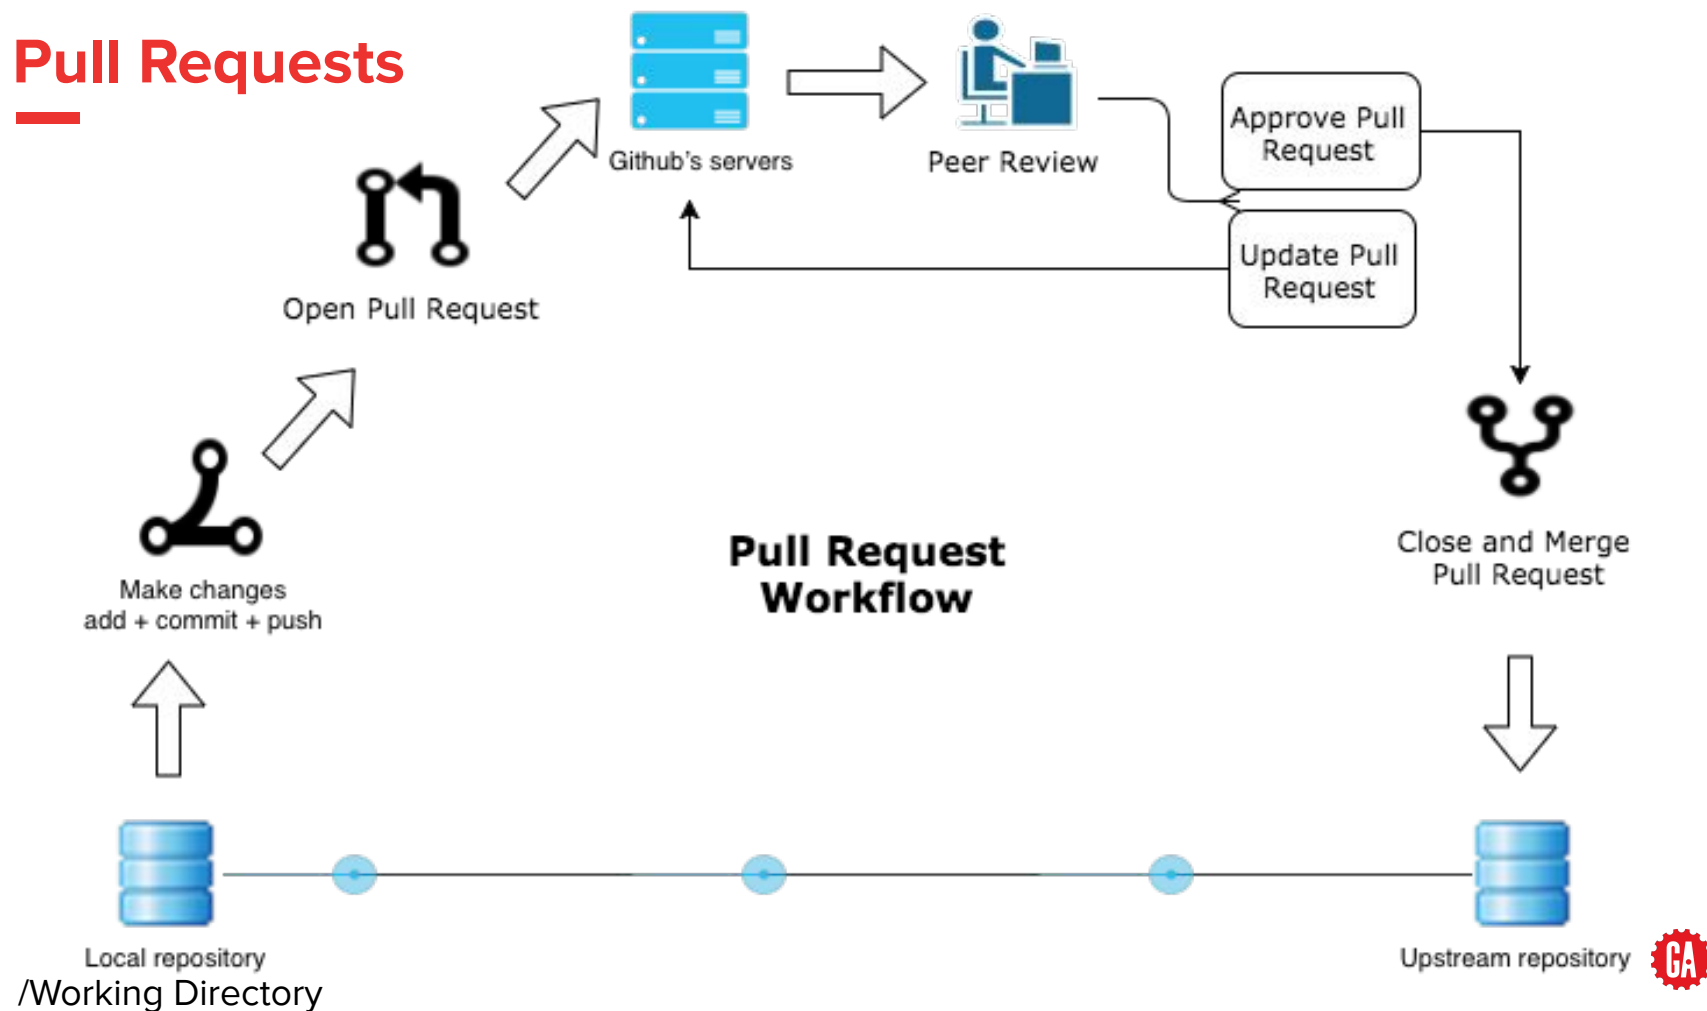 Pull Requests
Github's servers
Peer Review
Approve Pull
Request
Update Pull
Request
Open Pull Request
Make changes
add + commit + push
Pull Request
Workflow
Close and Merge
Pull Request
Local repository
/Working Directory
Upstream repository
GA